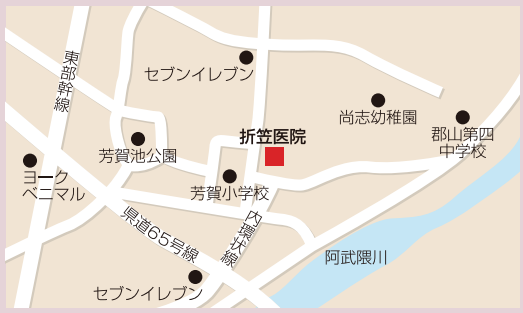 東部幹線
セブンイレブン
尚志幼稚園
折笠医院
郡山第四
中学校
芳賀池公園
ヨーク
ベニマル
芳賀小学校
県道65号線
内環状線
阿武隈川
セブンイレブン